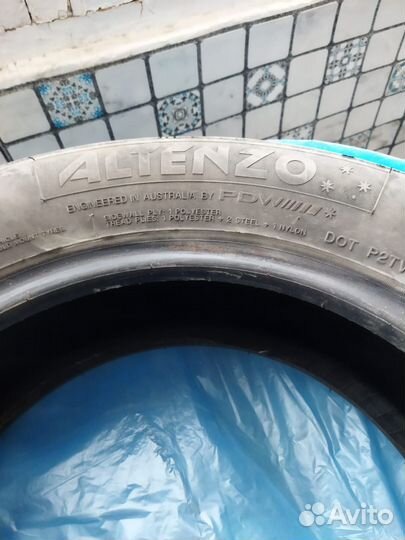 ALTENZO
ENGINEERED IN AUSTRALIA BY PDW
SIDEWALL PLY: 1 POLYESTER
TREAD PLIES: 1 POLYESTER + 2 STEEL + 1 NYLON
DOT P2TV
Avito